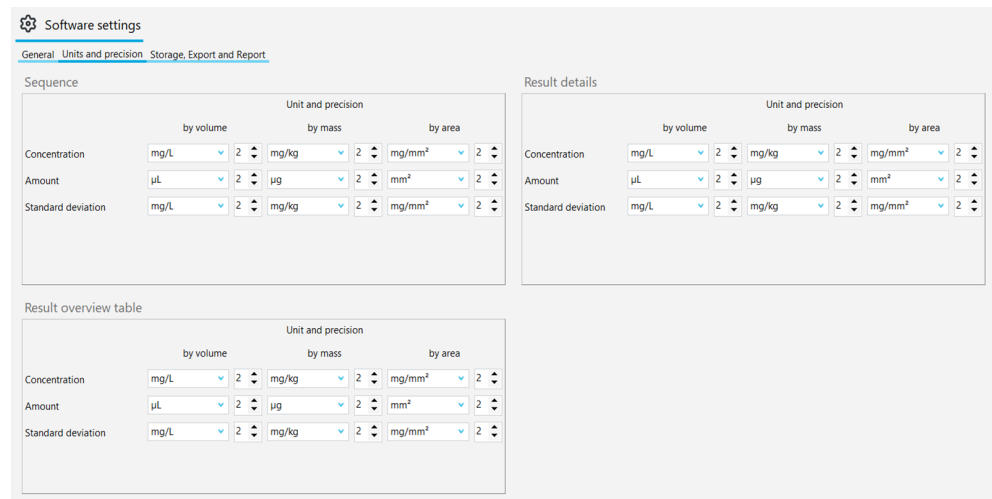 Software settings
General Units and precision Storage, Export and Report
Sequence
Unit and precision
by volume by mass by area
Concentration mg/L 2 mg/kg 2 mg/mm² 2
Amount µL 2 µg 2 mm² 2
Standard deviation mg/L 2 mg/kg 2 mg/mm² 2
Result details
Unit and precision
by volume by mass by area
Concentration mg/L 2 mg/kg 2 mg/mm² 2
Amount µL 2 µg 2 mm² 2
Standard deviation mg/L 2 mg/kg 2 mg/mm² 2
Result overview table
Unit and precision
by volume by mass by area
Concentration mg/L 2 mg/kg 2 mg/mm² 2
Amount µL 2 µg 2 mm² 2
Standard deviation mg/L 2 mg/kg 2 mg/mm² 2